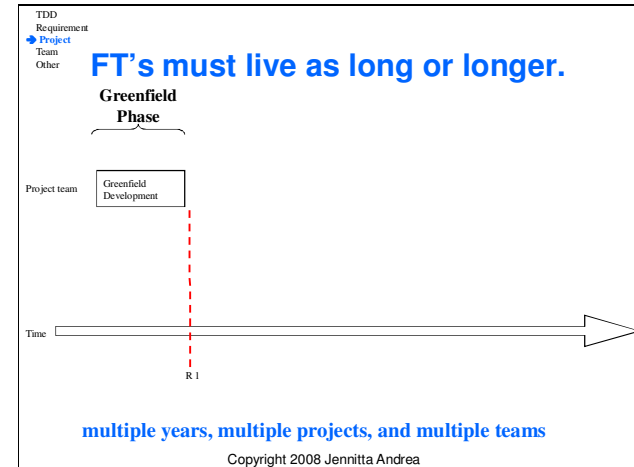 TDD
Requirement
Project
Team
Other
FT's must live as long or longer.
Greenfield
Phase
Project team
Greenfield
Development
Time
R 1
multiple years, multiple projects, and multiple teams
Copyright 2008 Jennitta Andrea